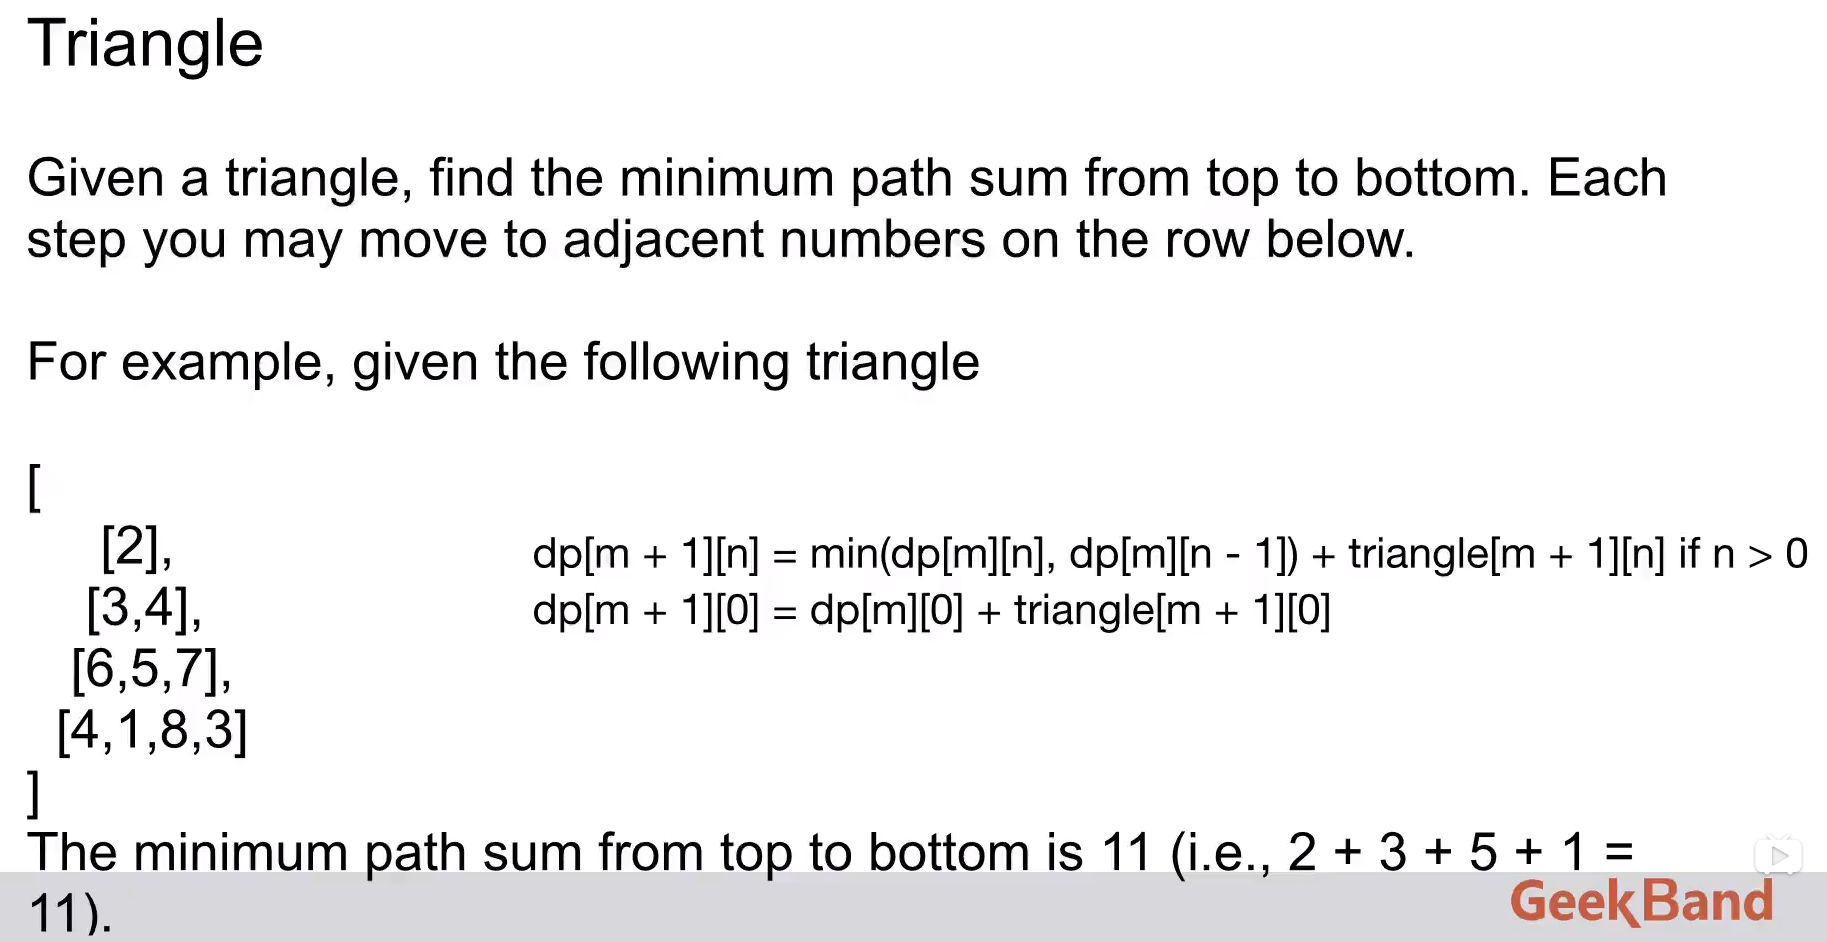 Triangle
Given a triangle, find the minimum path sum from top to bottom. Each
step you may move to adjacent numbers on the row below.
For example, given the following triangle
[
[2],
[3,4],
[6,5,7],
[4,1,8,3]
]
dp[m + 1][n] = min(dp[m][n], dp[m][n - 1]) + triangle[m + 1][n] if n > 0
dp[m + 1][0] = dp[m][0] + triangle[m + 1][0]
The minimum path sum from top to bottom is 11 (i.e., 2 + 3 + 5 + 1 =
11).
GeekBand